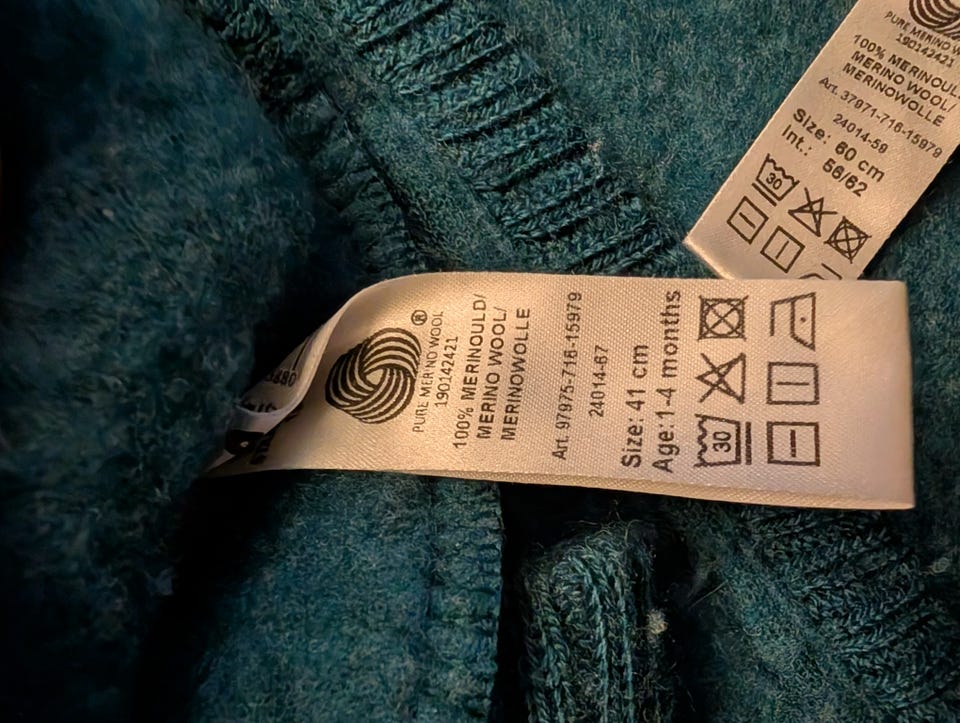 PURE MERINO W
190142421
100% MERINOUL
MERINO WOOL/
MERINOWOLLE
Art. 37971-716-15979
24014-59
Size: 60 cm
Int.: 56/62
30
®
PURE MERINO WOOL
190142421
100% MERINOULD/
MERINO WOOL/
MERINOWOLLE
Art. 97975-716-15979
24014-67
Size: 41 cm
Age:1-4 months
30